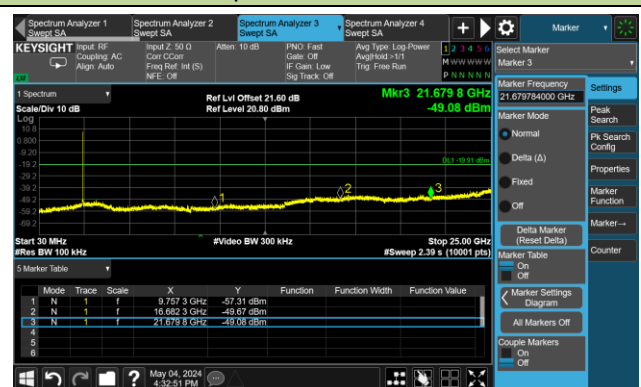 Spectrum Analyzer 1
Swept SA
Spectrum Analyzer 2
Swept SA
Spectrum Analyzer 3
Swept SA
Spectrum Analyzer 4
Swept SA
Marker
KEYSIGHT
Input: RF
Coupling: AC
Align: Auto
Input Z: 50 Ω
Corr CCorr
Freq Ref: Int (S)
NFE: Off
Atten: 10 dB
PNO: Fast
Gate: Off
IF Gain: Low
Sig Track: Off
Avg Type: Log-Power
Avg|Hold:>1/1
Trig: Free Run
1 2 3 4 5 6
M W W W W W
P N N N N N
LXI
Select Marker
Marker 3
1 Spectrum
Scale/Div 10 dB
Log
Ref Lvl Offset 21.60 dB
Ref Level 20.80 dBm
Mkr3 21.679 8 GHz
-49.08 dBm
10.8
0.800
-9.20
-19.2
-29.2
-39.2
-49.2
-59.2
-69.2
DL1 -19.91 dBm
1
2
3
Start 30 MHz
#Res BW 100 kHz
#Video BW 300 kHz
Stop 25.00 GHz
#Sweep 2.39 s (10001 pts)
5 Marker Table
Mode Trace Scale X Y Function Function Width Function Value
1 N 1 f 9.757 3 GHz -57.31 dBm
2 N 1 f 16.682 3 GHz -49.67 dBm
3 N 1 f 21.679 8 GHz -49.08 dBm
4
5
6
Marker Frequency
21.679784000 GHz
Marker Mode
Normal
Delta (Δ)
Fixed
Off
Delta Marker
(Reset Delta)
Marker Table
On
Off
Marker Settings
Diagram
All Markers Off
Couple Markers
On
Off
Settings
Peak
Search
Pk Search
Config
Properties
Marker
Function
Marker→
Counter
May 04, 2024
4:32:51 PM